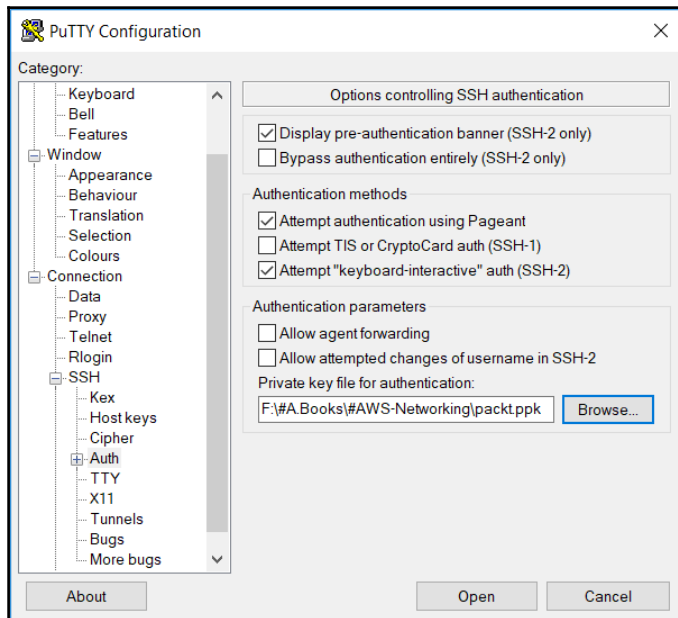 PuTTY Configuration
Category:
Keyboard
Bell
Features
Window
Appearance
Behaviour
Translation
Selection
Colours
Connection
Data
Proxy
Telnet
Rlogin
SSH
Kex
Host keys
Cipher
Auth
TTY
X11
Tunnels
Bugs
More bugs
Options controlling SSH authentication
Display pre-authentication banner (SSH-2 only)
Bypass authentication entirely (SSH-2 only)
Authentication methods
Attempt authentication using Pageant
Attempt TIS or CryptoCard auth (SSH-1)
Attempt "keyboard-interactive" auth (SSH-2)
Authentication parameters
Allow agent forwarding
Allow attempted changes of username in SSH-2
Private key file for authentication:
F:\#A.Books\#AWS-Networking\packt.ppk Browse...
About Open Cancel